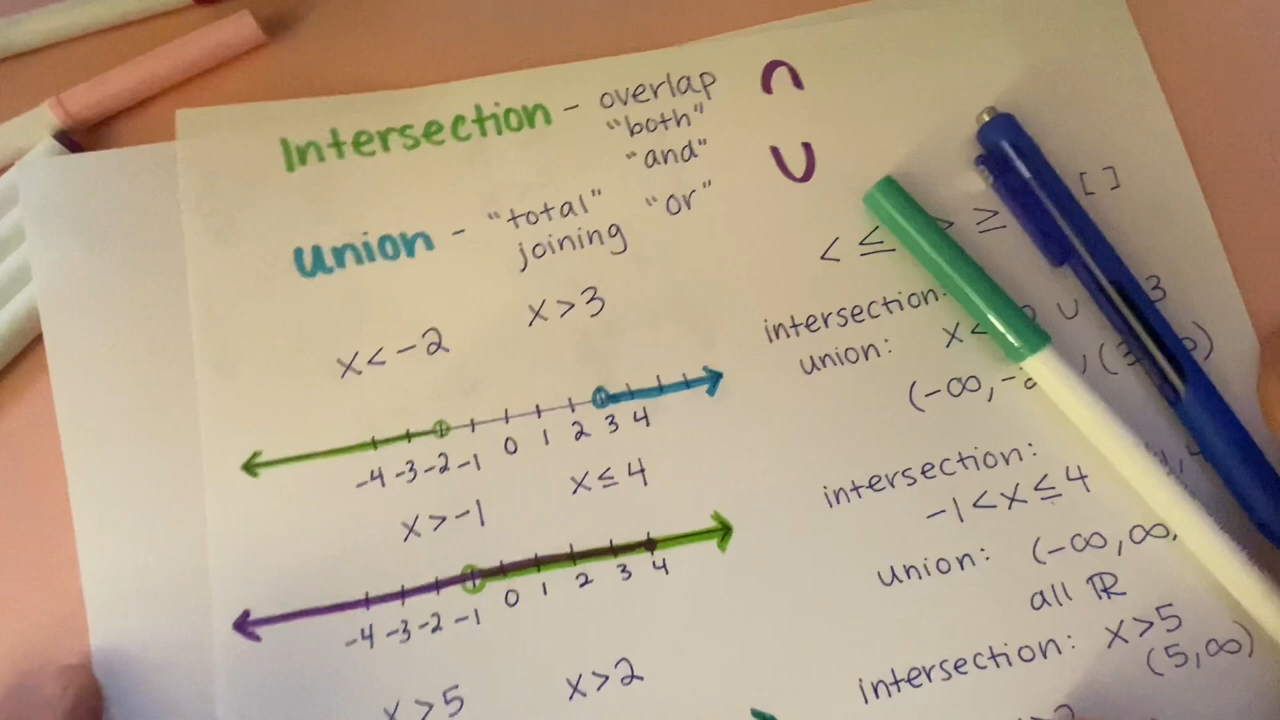 Intersection - overlap ∩
"both"
"and"
Union - "total" "or" ∪
joining
x < -2 x > 3
-4 -3 -2 -1 0 1 2 3 4
x > -1 x ≤ 4
-4 -3 -2 -1 0 1 2 3 4
x > 5 x > 2
[ ]
< ≤ > ≥
intersection:
union: x < ∪ 3
(-∞, - ∪ (
intersection:
-1 < x ≤ 4
union: (-∞, ∞
all ℝ
intersection: x > 5
(5, ∞)